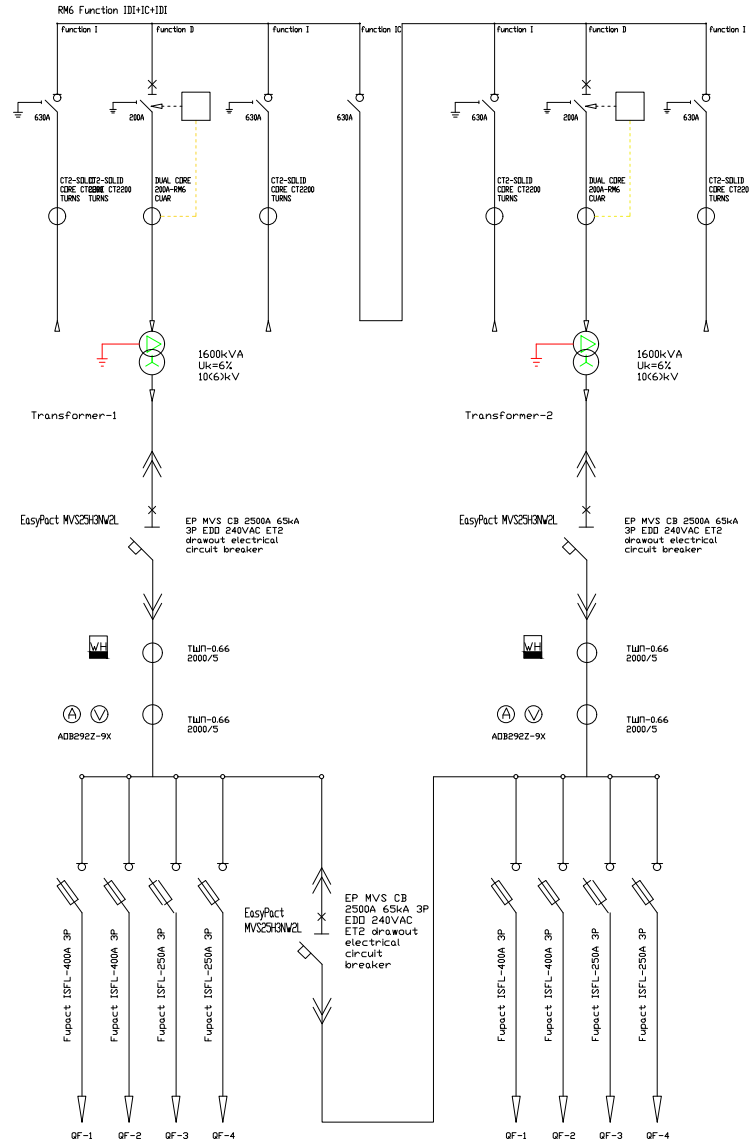 RM6 Function IDI+IC+IDI
function I
function D
function I
function IC
function I
function D
function I
630A
200A
630A
630A
630A
200A
630A
CT2-SOLID
CORE CT2200
TURNS
CT2-SOLID
CORE CT2200
TURNS
DUAL CORE
200A-RM6
CUAR
CT2-SOLID
CORE CT2200
TURNS
CT2-SOLID
CORE CT2200
TURNS
DUAL CORE
200A-RM6
CUAR
CT2-SOLID
CORE CT220
TURNS
1600kVA
Uk=6%
10(6)kV
1600kVA
Uk=6%
10(6)kV
Transformer-1
Transformer-2
EasyPact MVS25H3NW2L
EP MVS CB 2500A 65kA
3P EDO 240VAC ET2
drawout electrical
circuit breaker
EasyPact MVS25H3NW2L
EP MVS CB 2500A 65kA
3P EDO 240VAC ET2
drawout electrical
circuit breaker
WH
ТШП-0.66
2000/5
WH
ТШП-0.66
2000/5
A V
ADB292Z-9X
ТШП-0.66
2000/5
A V
ADB292Z-9X
ТШП-0.66
2000/5
Fupact ISFL-400A 3P
Fupact ISFL-400A 3P
Fupact ISFL-250A 3P
Fupact ISFL-250A 3P
EasyPact
MVS25H3NW2L
EP MVS CB
2500A 65kA 3P
EDO 240VAC
ET2 drawout
electrical
circuit
breaker
Fupact ISFL-400A 3P
Fupact ISFL-400A 3P
Fupact ISFL-250A 3P
Fupact ISFL-250A 3P
QF-1
QF-2
QF-3
QF-4
QF-1
QF-2
QF-3
QF-4